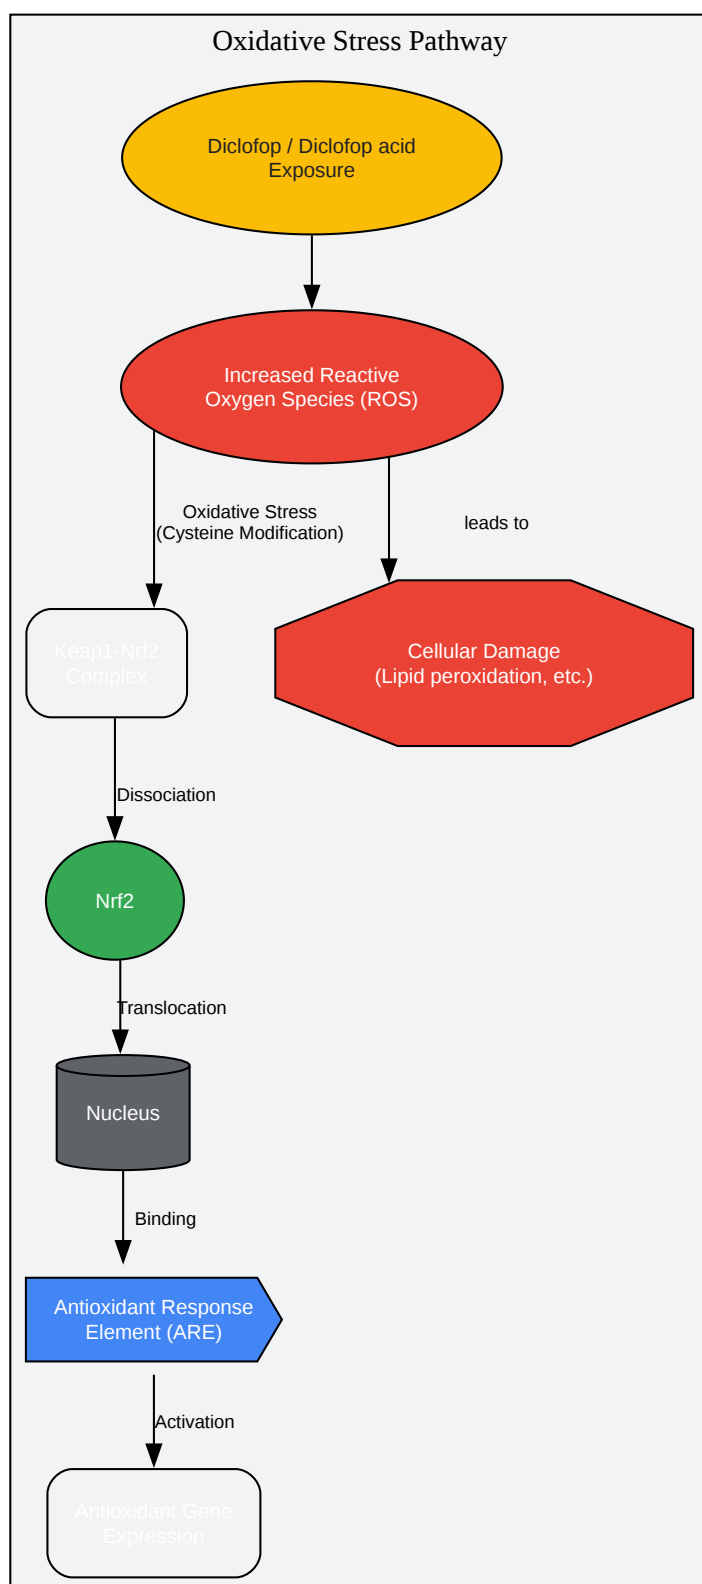 Oxidative Stress Pathway
Diclofop / Diclofop acid
Exposure
Increased Reactive
Oxygen Species (ROS)
Oxidative Stress
(Cysteine Modification)
leads to
Keap1-Nrf2
Complex
Cellular Damage
(Lipid peroxidation, etc.)
Dissociation
Nrf2
Translocation
Nucleus
Binding
Antioxidant Response
Element (ARE)
Activation
Antioxidant Gene
Expression